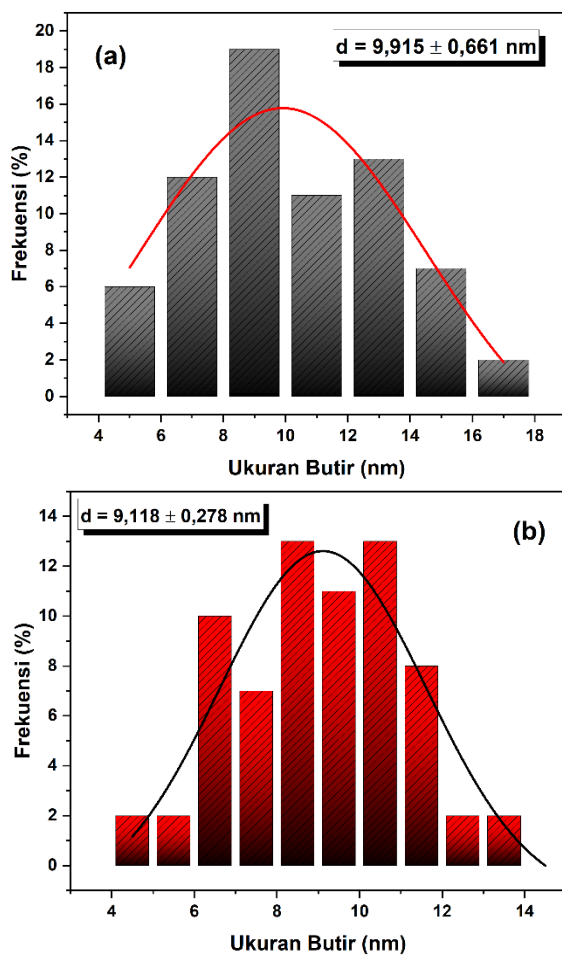 (a)
d = 9,915 ± 0,661 nm
Frekuensi (%)
20
18
16
14
12
10
8
6
4
2
0
4 6 8 10 12 14 16 18
Ukuran Butir (nm)
d = 9,118 ± 0,278 nm
(b)
Frekuensi (%)
14
12
10
8
6
4
2
0
4 6 8 10 12 14
Ukuran Butir (nm)